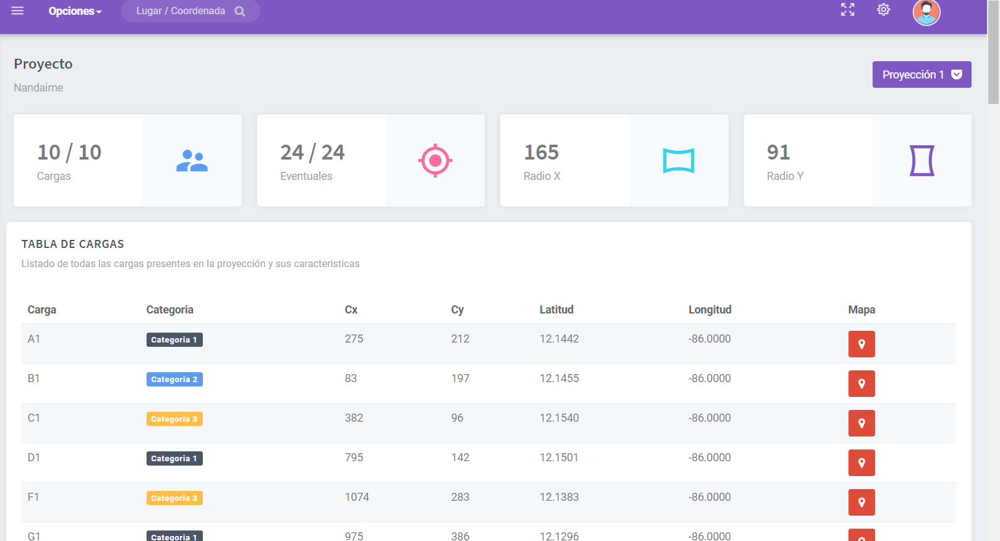 Opciones Lugar / Coordenada
Proyecto
Nandaime
Proyección 1
10 / 10
Cargas
24 / 24
Eventuales
165
Radio X
91
Radio Y
TABLA DE CARGAS
Listado de todas las cargas presentes en la proyección y sus caracteristicas
Carga Categoria Cx Cy Latitud Longitud Mapa
A1 Categoria 1 275 212 12.1442 -86.0000
B1 Categoria 2 83 197 12.1455 -86.0000
C1 Categoria 3 382 96 12.1540 -86.0000
D1 Categoria 1 795 142 12.1501 -86.0000
F1 Categoria 3 1074 283 12.1383 -86.0000
G1 Categoria 1 975 386 12.1296 -86.0000